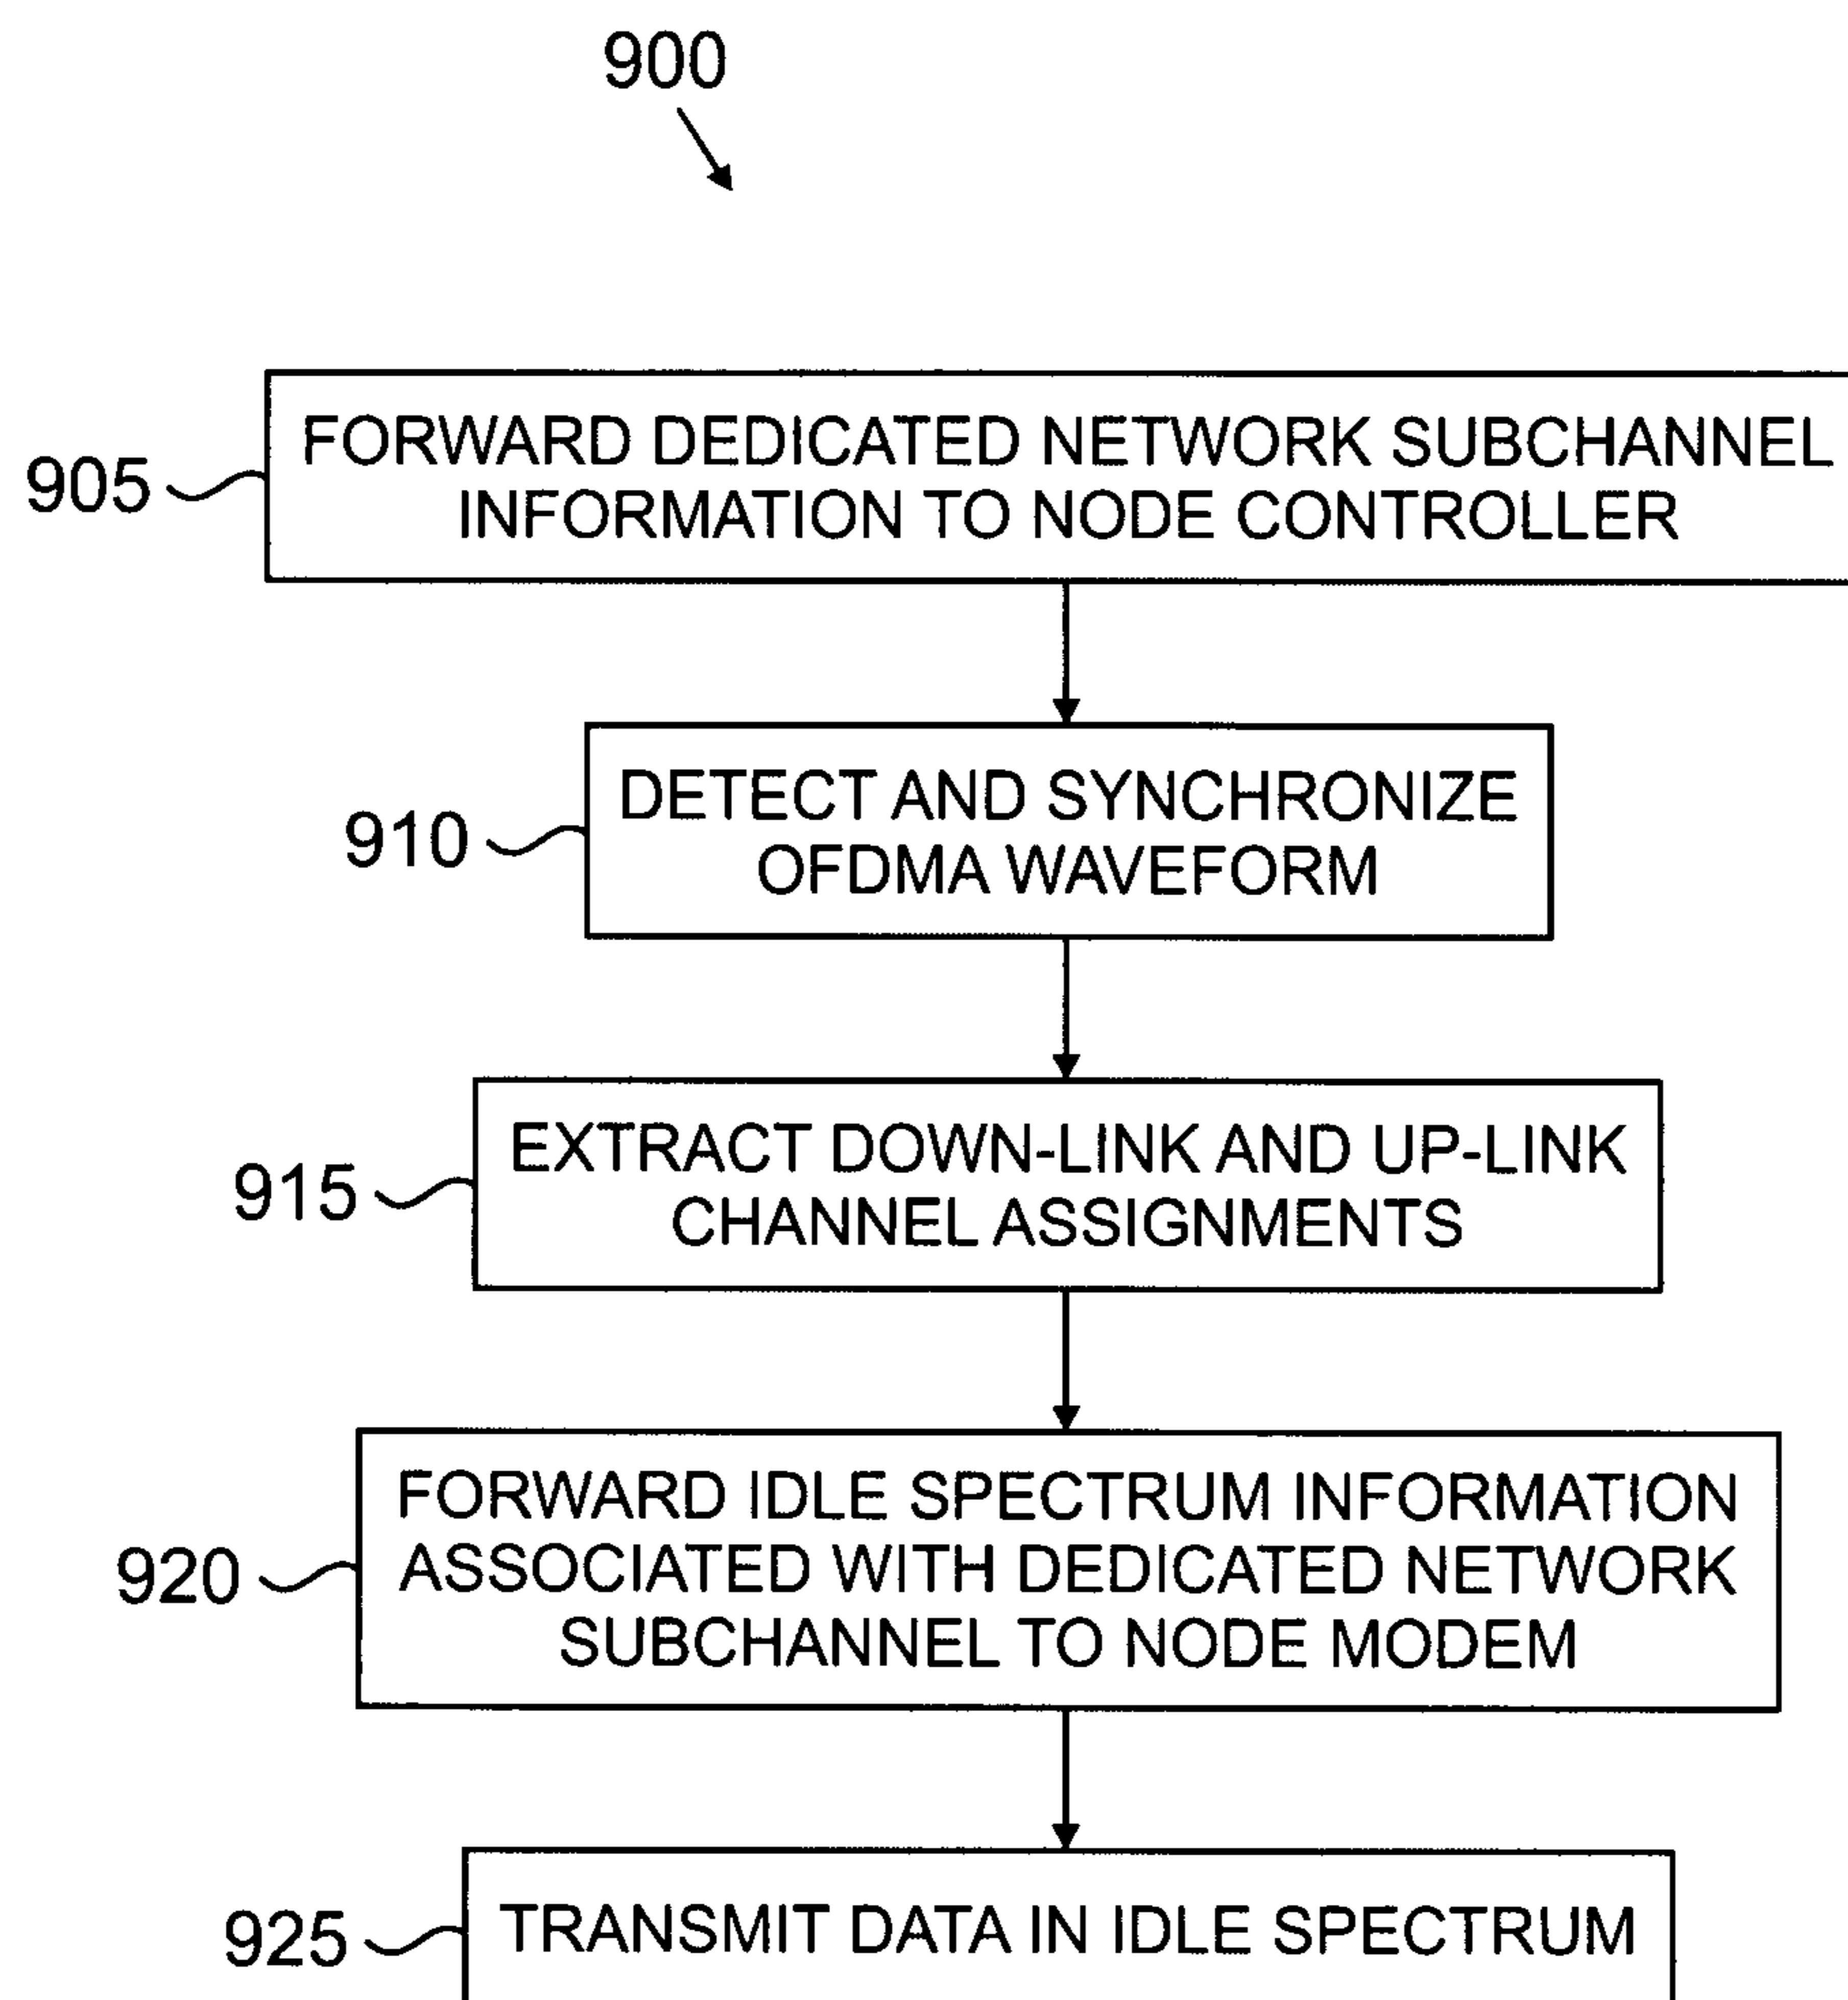 900
905
FORWARD DEDICATED NETWORK SUBCHANNEL
INFORMATION TO NODE CONTROLLER
910
DETECT AND SYNCHRONIZE
OFDMA WAVEFORM
915
EXTRACT DOWN-LINK AND UP-LINK
CHANNEL ASSIGNMENTS
920
FORWARD IDLE SPECTRUM INFORMATION
ASSOCIATED WITH DEDICATED NETWORK
SUBCHANNEL TO NODE MODEM
925
TRANSMIT DATA IN IDLE SPECTRUM